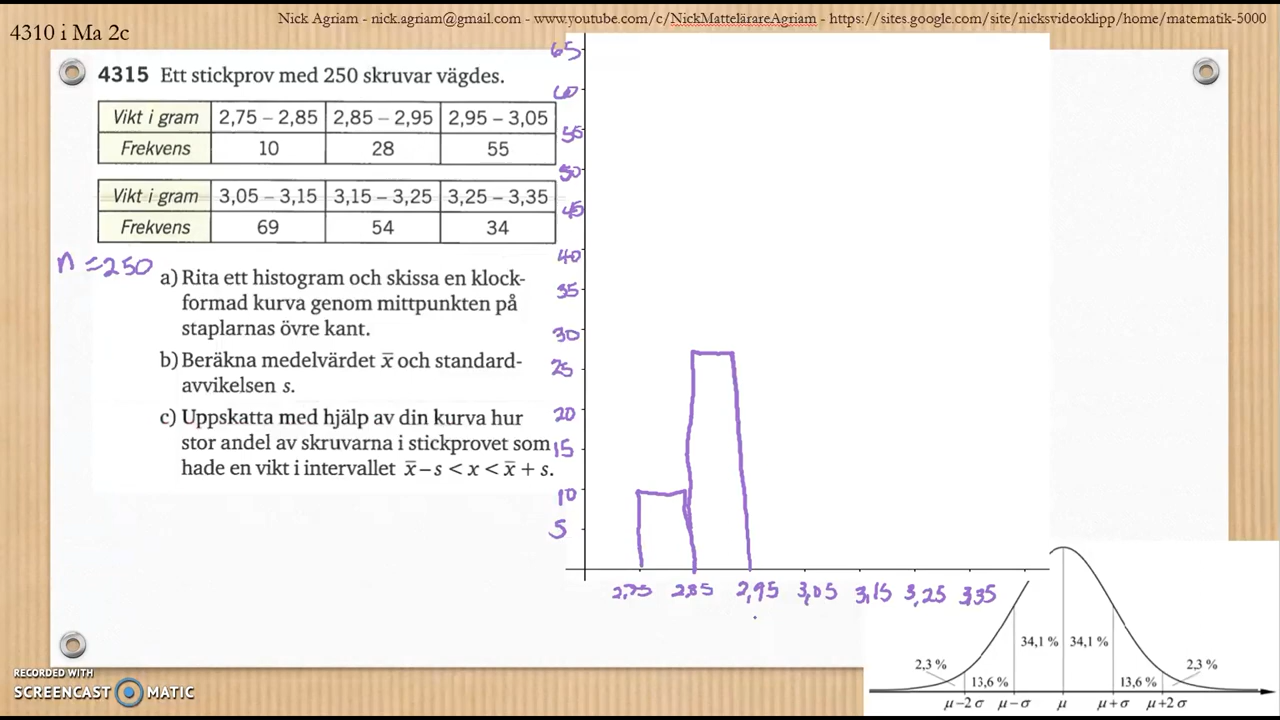 Nick Agriam - nick.agriam@gmail.com - www.youtube.com/c/NickMattelärareAgriam - https://sites.google.com/site/nicksvideoklipp/home/matematik-5000
4310 i Ma 2c
4315 Ett stickprov med 250 skruvar vägdes.
Vikt i gram 2,75 – 2,85 2,85 – 2,95 2,95 – 3,05
Frekvens 10 28 55
Vikt i gram 3,05 – 3,15 3,15 – 3,25 3,25 – 3,35
Frekvens 69 54 34
n = 250
a) Rita ett histogram och skissa en klock-
formad kurva genom mittpunkten på
staplarnas övre kant.
b) Beräkna medelvärdet x̄ och standard-
avvikelsen s.
c) Uppskatta med hjälp av din kurva hur
stor andel av skruvarna i stickprovet som
hade en vikt i intervallet x̄ – s < x < x̄ + s.
65
60
55
50
45
40
35
30
25
20
15
10
5
2,75 2,85 2,95 3,05 3,15 3,25 3,35
34,1 % 34,1 %
2,3 % 2,3 %
13,6 % 13,6 %
μ−2σ μ−σ μ μ+σ μ+2σ
RECORDED WITH
SCREENCAST MATIC